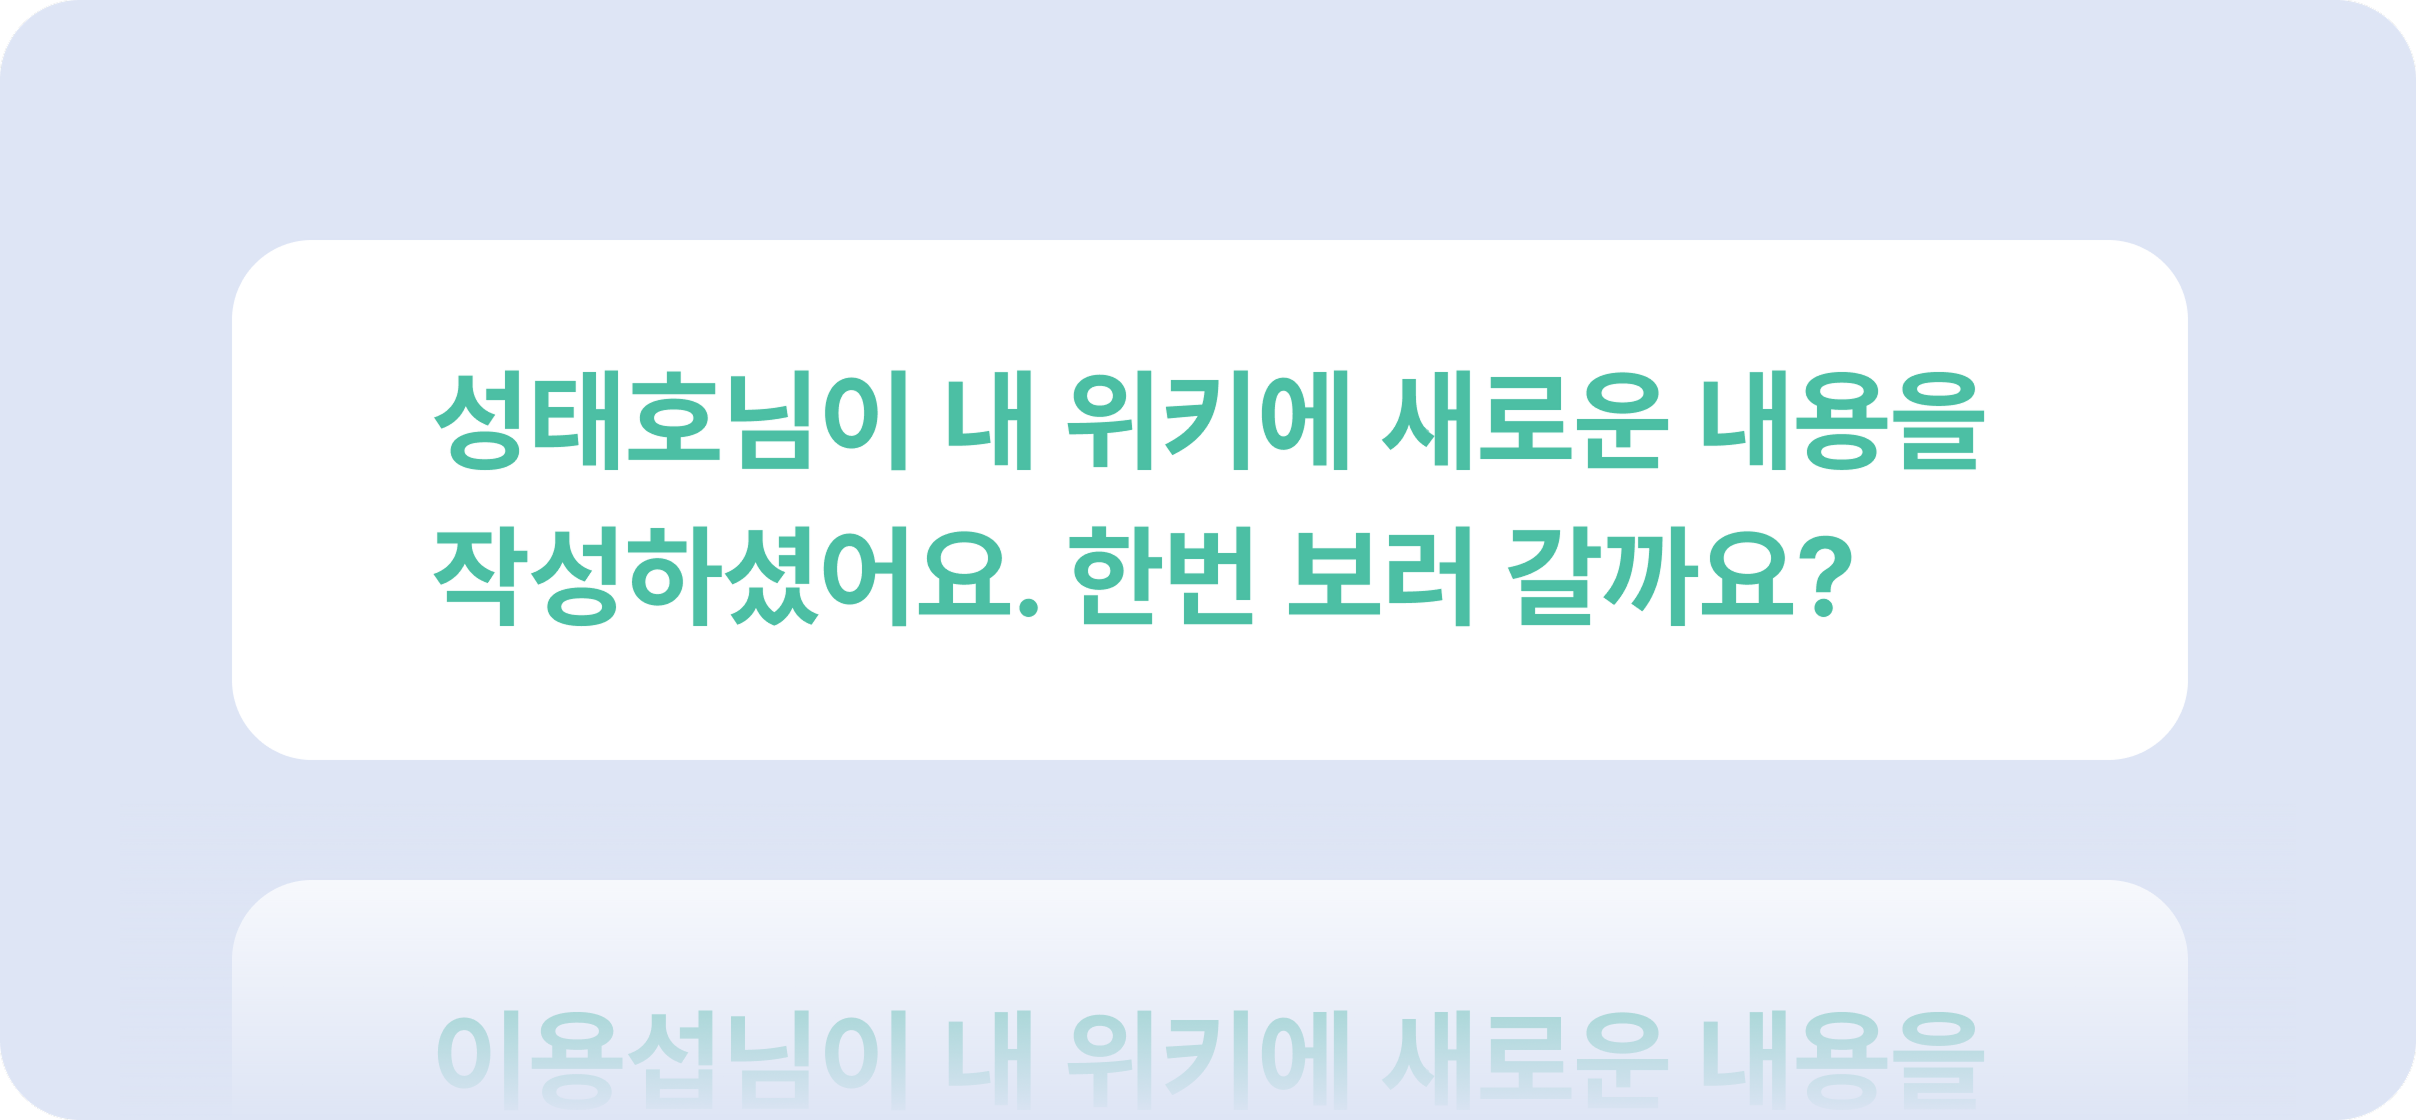 성태호님이 내 위키에 새로운 내용을
작성하셨어요. 한번 보러 갈까요?
이용섭님이 내 위키에 새로운 내용을